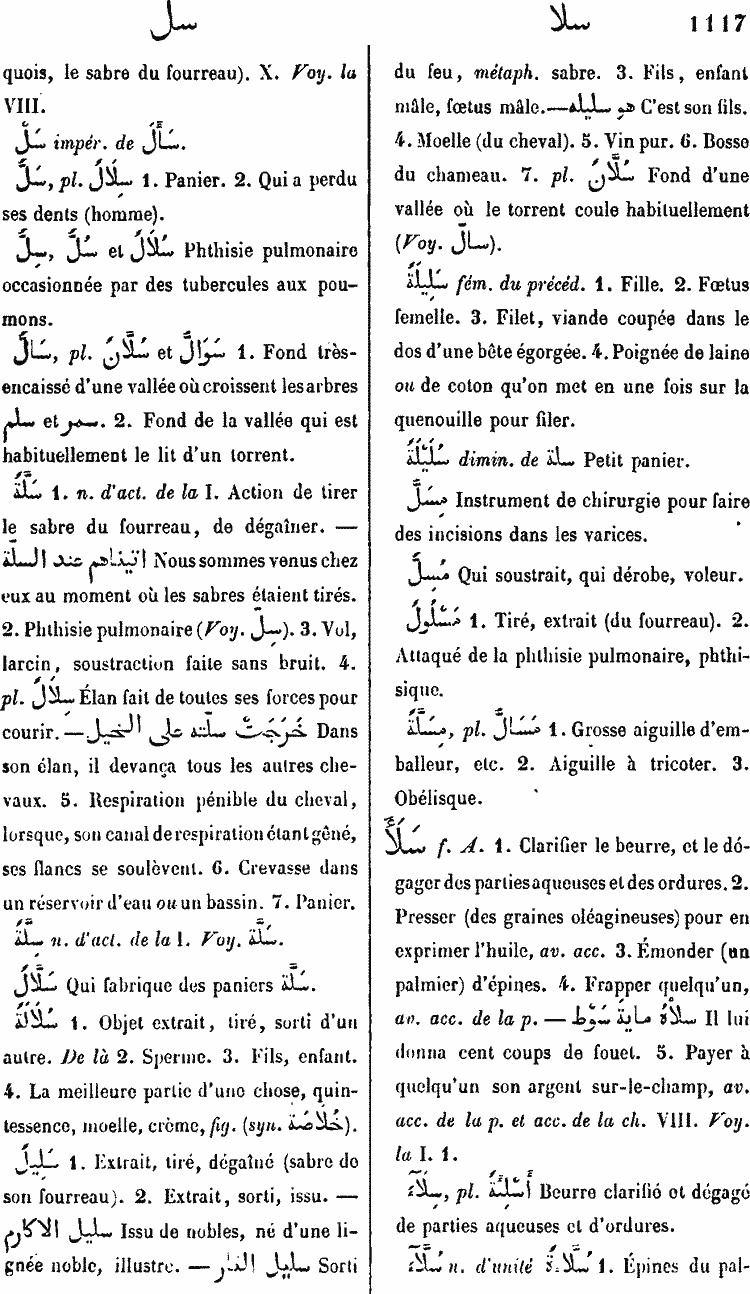 سل
سلا
1117
quois, le sabre du fourreau). X. Voy. la
VIII.
سَلْ impér. de سَأَلَ.
سَلٌّ, pl. سِلَالٌ 1. Panier. 2. Qui a perdu
ses dents (homme).
سِلٌّ, سُلٌّ et سُلَالٌ Phthisie pulmonaire
occasionnée par des tubercules aux pou-
mons.
سَالٌّ, pl. سُلَّانٌ et سَوَالٌّ 1. Fond très-
encaissé d'une vallée où croissent les arbres
سلم et سمر. 2. Fond de la vallée qui est
habituellement le lit d'un torrent.
سَلَّةٌ 1. n. d'act. de la I. Action de tirer
le sabre du fourreau, de dégaîner. —
اتيناهم عند السلة Nous sommes venus chez
eux au moment où les sabres étaient tirés.
2. Phthisie pulmonaire (Voy. سِلّ). 3. Vol,
larcin, soustraction faite sans bruit. 4.
pl. سِلَالٌ Élan fait de toutes ses forces pour
courir. — خَرَجَتْ سلته على الخيل Dans
son élan, il devança tous les autres che-
vaux. 5. Respiration pénible du cheval,
lorsque, son canal de respiration étant gêné,
ses flancs se soulèvent. 6. Crevasse dans
un réservoir d'eau ou un bassin. 7. Panier.
سِلَّةٌ n. d'act. de la I. Voy. سَلَّةٌ.
سَلَّالٌ Qui fabrique des paniers سَلَّة.
سُلَالَةٌ 1. Objet extrait, tiré, sorti d'un
autre. De là 2. Sperme. 3. Fils, enfant.
4. La meilleure partie d'une chose, quin-
tessence, moelle, crème, fig. (syn. خُلَاصَة).
سَلِيلٌ 1. Extrait, tiré, dégaîné (sabre de
son fourreau). 2. Extrait, sorti, issu. —
سليل الاكارم Issu de nobles, né d'une li-
gnée noble, illustre. — سليل النار Sorti
du feu, métaph. sabre. 3. Fils, enfant
mâle, fœtus mâle. — هو سليله C'est son fils.
4. Moelle (du cheval). 5. Vin pur. 6. Bosse
du chameau. 7. pl. سُلَّانٌ Fond d'une
vallée où le torrent coule habituellement
(Voy. سالّ).
سَلِيلَةٌ fém. du précéd. 1. Fille. 2. Fœtus
femelle. 3. Filet, viande coupée dans le
dos d'une bête égorgée. 4. Poignée de laine
ou de coton qu'on met en une fois sur la
quenouille pour filer.
سُلَيْلَةٌ dimin. de سلة Petit panier.
مِسَلٌّ Instrument de chirurgie pour faire
des incisions dans les varices.
مُسِلٌّ Qui soustrait, qui dérobe, voleur.
مَسْلُولٌ 1. Tiré, extrait (du fourreau). 2.
Attaqué de la phthisie pulmonaire, phthi-
sique.
مِسَلَّةٌ, pl. مَسَالٌّ 1. Grosse aiguille d'em-
balleur, etc. 2. Aiguille à tricoter. 3.
Obélisque.
سَلَأَ f. A. 1. Clarifier le beurre, et le dé-
gager des parties aqueuses et des ordures. 2.
Presser (des graines oléagineuses) pour en
exprimer l'huile, av. acc. 3. Émonder (un
palmier) d'épines. 4. Frapper quelqu'un,
av. acc. de la p. — سلأهُ ماية سَوْط Il lui
donna cent coups de fouet. 5. Payer à
quelqu'un son argent sur-le-champ, av.
acc. de la p. et acc. de la ch. VIII. Voy.
la I. 1.
سِلَاءٌ, pl. أَسْلِئَةٌ Beurre clarifié et dégagé
de parties aqueuses et d'ordures.
سُلَّاءٌ n. d'unité سُلَّاءَةٌ 1. Épines du pal-